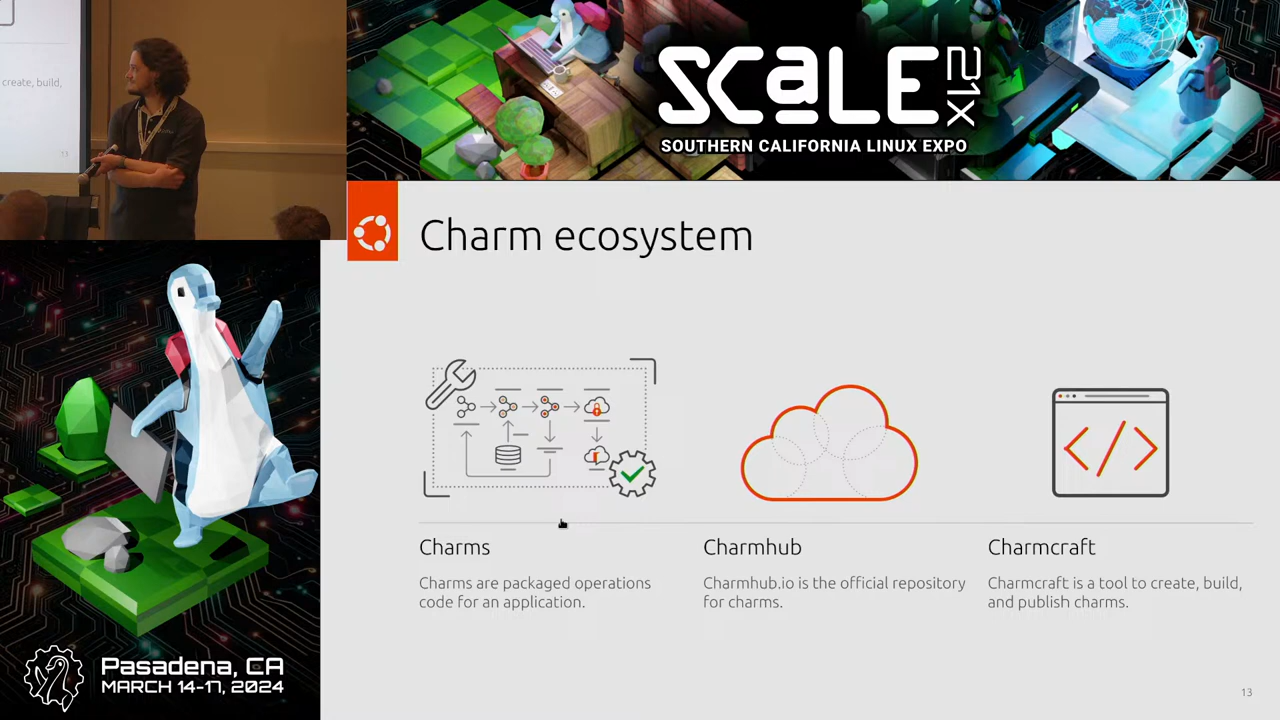 create, build,
13
SCaLE 21x
SOUTHERN CALIFORNIA LINUX EXPO
Charm ecosystem
Charms
Charms are packaged operations
code for an application.
Charmhub
Charmhub.io is the official repository
for charms.
Charmcraft
Charmcraft is a tool to create, build,
and publish charms.
13
Pasadena, CA
MARCH 14-17, 2024